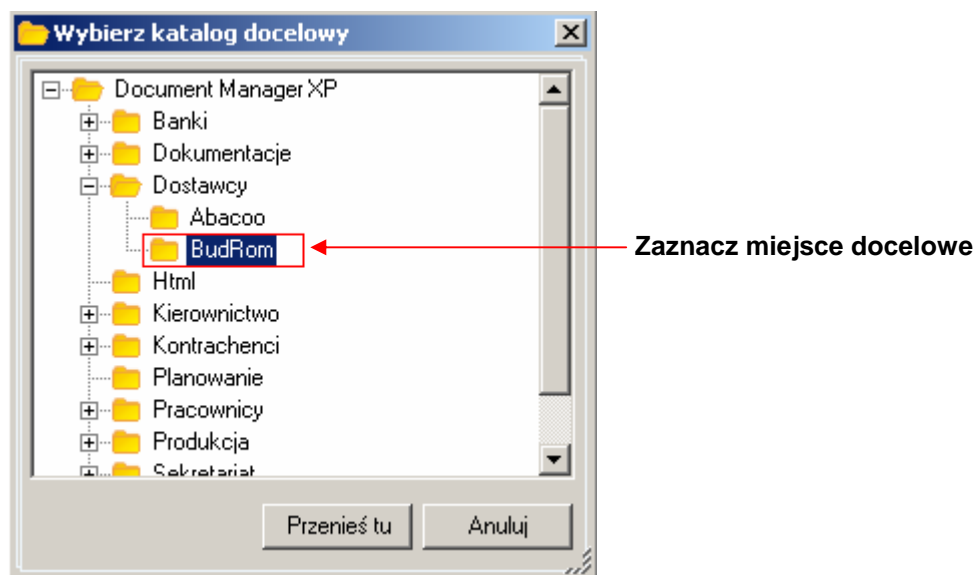 Wybierz katalog docelowy
Document Manager XP
Banki
Dokumentacje
Dostawcy
Abacoo
BudRom
Zaznacz miejsce docelowe
Html
Kierownictwo
Kontrachenci
Planowanie
Pracownicy
Produkcja
Sekretariat
Przenieś tu
Anuluj